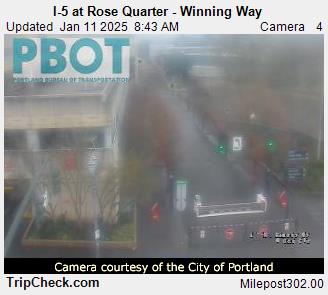 I-5 at Rose Quarter - Winning Way
Updated Jan 11 2025 8:43 AM Camera 4
PBOT
PORTLAND BUREAU OF TRANSPORTATION
Camera courtesy of the City of Portland
TripCheck.com Milepost302.00